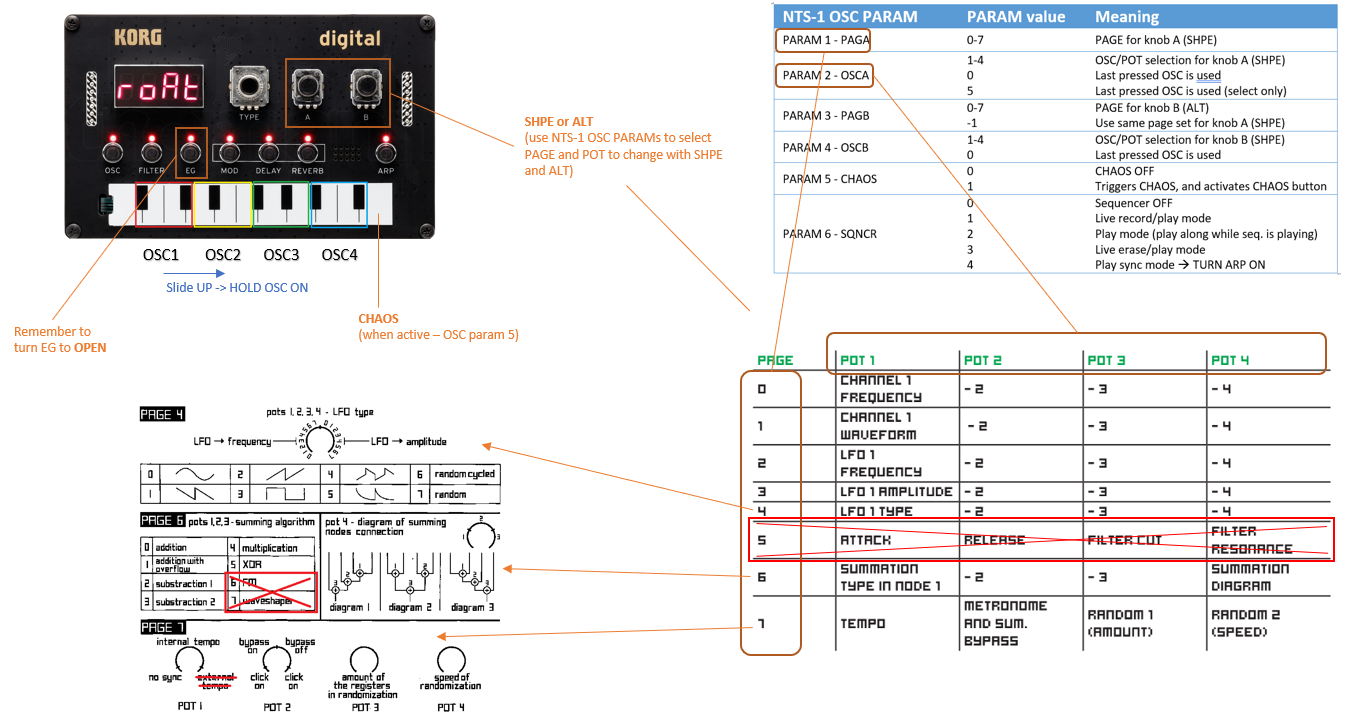 KORG
digital
roAt
TYPE
A
B
OSC
FILTER
EG
MOD
DELAY
REVERB
ARP
OSC1
OSC2
OSC3
OSC4
Slide UP -> HOLD OSC ON
Remember to
turn EG to OPEN
CHAOS
(when active – OSC param 5)
SHPE or ALT
(use NTS-1 OSC PARAMs to select
PAGE and POT to change with SHPE
and ALT)
NTS-1 OSC PARAM PARAM value Meaning
PARAM 1 - PAGA 0-7 PAGE for knob A (SHPE)
PARAM 2 - OSCA 1-4 OSC/POT selection for knob A (SHPE)
0 Last pressed OSC is used
5 Last pressed OSC is used (select only)
PARAM 3 - PAGB 0-7 PAGE for knob B (ALT)
-1 Use same page set for knob A (SHPE)
PARAM 4 - OSCB 1-4 OSC/POT selection for knob B (SHPE)
0 Last pressed OSC is used
PARAM 5 - CHAOS 0 CHAOS OFF
1 Triggers CHAOS, and activates CHAOS button
PARAM 6 - SQNCR 0 Sequencer OFF
1 Live record/play mode
2 Play mode (play along while seq. is playing)
3 Live erase/play mode
4 Play sync mode → TURN ARP ON
PAGE POT 1 POT 2 POT 3 POT 4
0 CHANNEL 1 FREQUENCY - 2 - 3 - 4
1 CHANNEL 1 WAVEFORM - 2 - 3 - 4
2 LFO 1 FREQUENCY - 2 - 3 - 4
3 LFO 1 AMPLITUDE - 2 - 3 - 4
4 LFO 1 TYPE - 2 - 3 - 4
5 ATTACK RELEASE FILTER CUT FILTER RESONANCE
6 SUMMATION TYPE IN NODE 1 - 2 - 3 SUMMATION DIAGRAM
7 TEMPO METRONOME AND SUM. BYPASS RANDOM 1 (AMOUNT) RANDOM 2 (SPEED)
PAGE 4
pots 1, 2, 3, 4 - LFO type
LFO → frequency
0 1 2 3 4 5 6 7 0 1 2 3 4 5 6 7
LFO → amplitude
0 2 4 6 random cycled
1 3 5 7 random
PAGE 6 pots 1,2,3 - summing algorithm
0 addition 4 multiplication
1 addition with overflow 5 XOR
2 substraction 1 6 FM
3 substraction 2 7 waveshaper
pot 4 - diagram of summing
nodes connection
1 2 3
3 2 1
1 3 2
1 2 3
diagram 1 diagram 2 diagram 3
PAGE 7
internal tempo
no sync
external tempo
POT 1
bypass on
bypass off
click on
click on
POT 2
amount of
the registers
in randomization
POT 3
speed of
randomization
POT 4